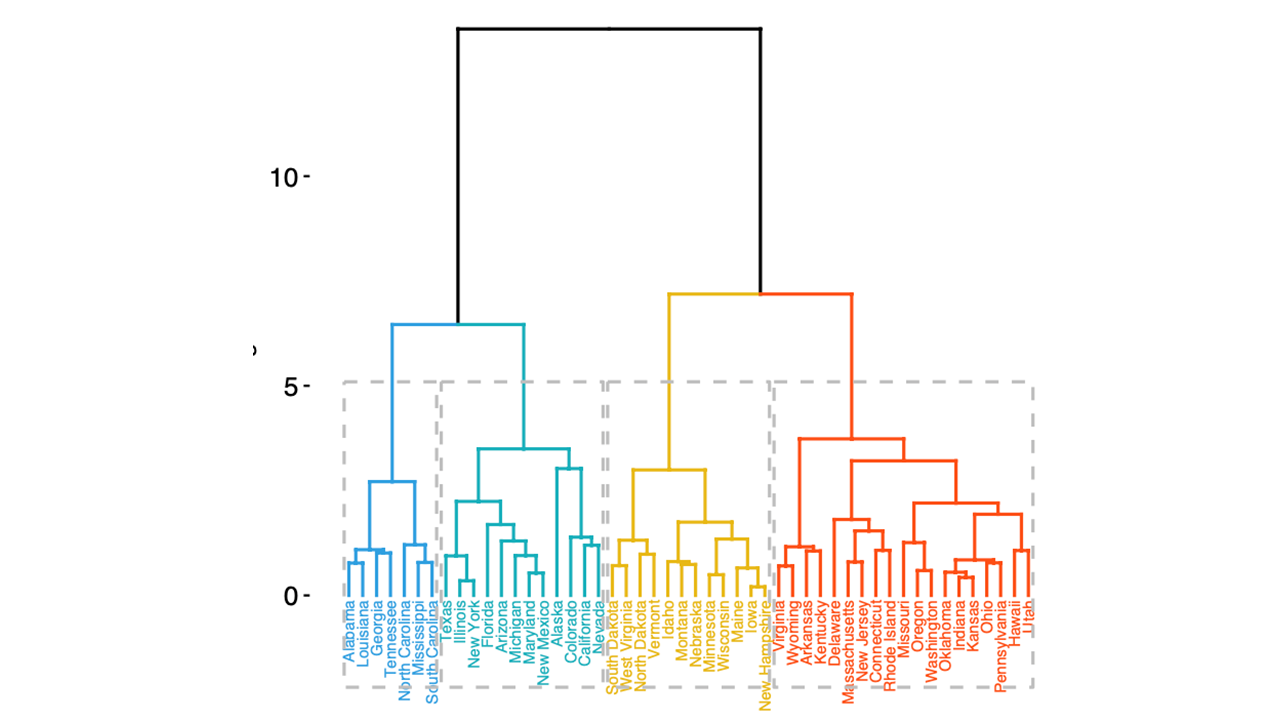 10
5
0
Alabama
Louisiana
Georgia
Tennessee
North Carolina
Mississippi
South Carolina
Texas
Illinois
New York
Florida
Arizona
Michigan
Maryland
New Mexico
Alaska
Colorado
California
Nevada
South Dakota
West Virginia
North Dakota
Vermont
Idaho
Montana
Nebraska
Minnesota
Wisconsin
Maine
Iowa
New Hampshire
Virginia
Wyoming
Arkansas
Kentucky
Delaware
Massachusetts
New Jersey
Connecticut
Rhode Island
Missouri
Oregon
Washington
Oklahoma
Indiana
Kansas
Ohio
Pennsylvania
Hawaii
Utah